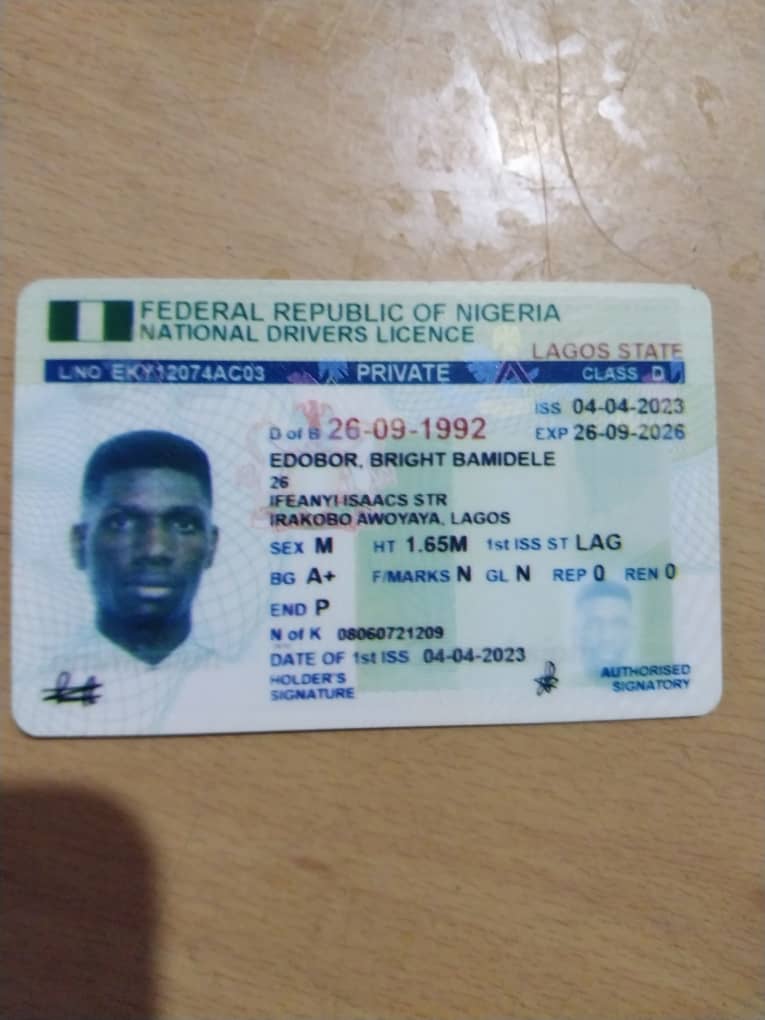 FEDERAL REPUBLIC OF NIGERIA
NATIONAL DRIVERS LICENCE
LAGOS STATE
L/NO EKY12074AC03 PRIVATE CLASS D
ISS 04-04-2023
D of B 26-09-1992 EXP 26-09-2026
EDOBOR, BRIGHT BAMIDELE
26
IFEANYI ISAACS STR
IRAKOBO AWOYAYA, LAGOS
SEX M HT 1.65M 1st ISS ST LAG
BG A+ F/MARKS N GL N REP 0 REN 0
END P
N of K 08060721209
DATE OF 1st ISS 04-04-2023
HOLDER'S
SIGNATURE
AUTHORISED
SIGNATORY